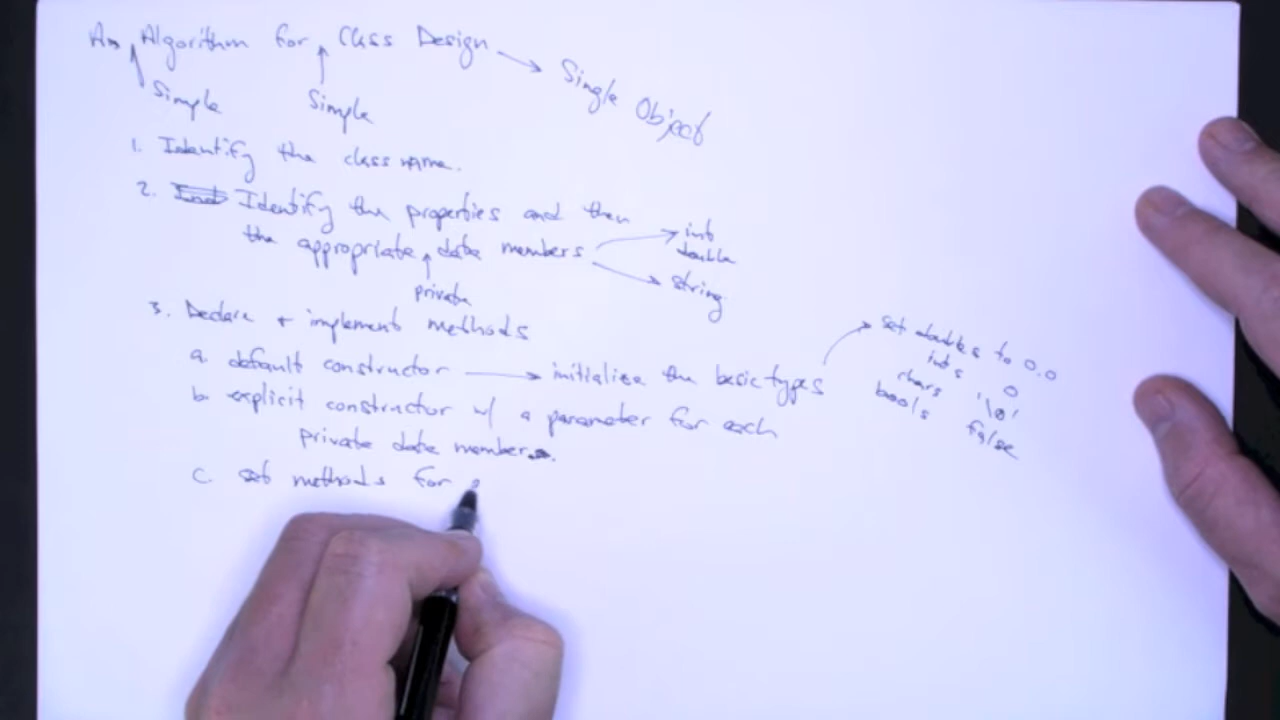 An Algorithm for Class Design
Simple
Simple
Single Object
1. Identify the class name.
2. Identify the properties and then
the appropriate data members
private
int
double
string
3. Declare + implement methods
a. default constructor
initialize the basic types
set doubles to 0.0
ints 0
chars '\0'
bools false
b. explicit constructor w/ a parameter for each
private data member.
c. set methods for